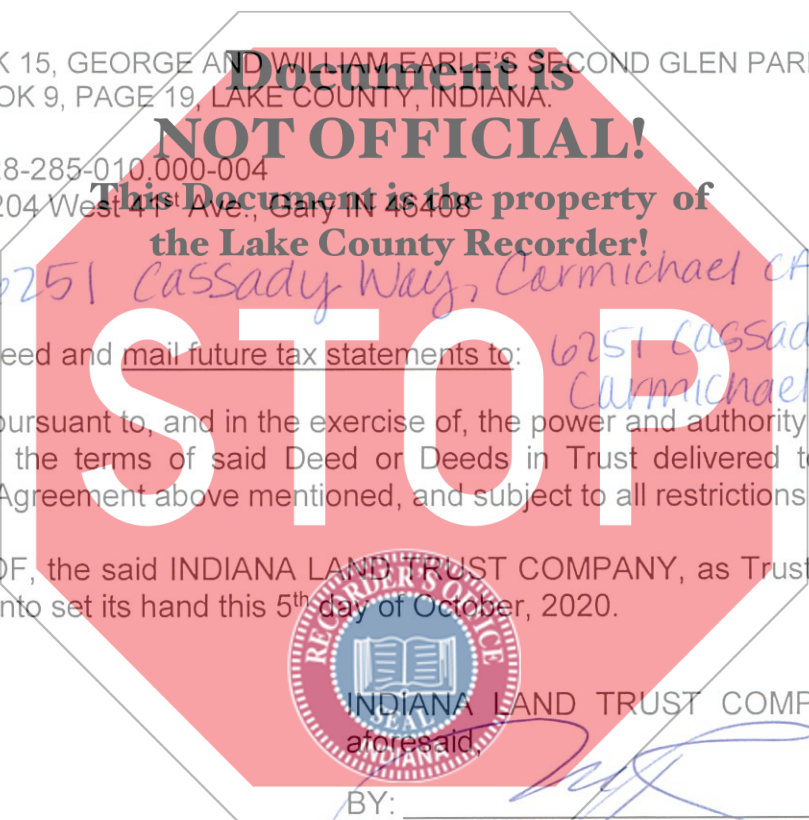 K 15, GEORGE AND WILLIAM EARLE'S SECOND GLEN PAR
Document is
OK 9, PAGE 19, LAKE COUNTY, INDIANA.
NOT OFFICIAL!
8-285-010.000-004
204 West 41st Ave., Gary IN 46408
This Document is the property of
the Lake County Recorder!
6251 Cassady Way, Carmichael CA
eed and mail future tax statements to: 6251 Cassad
Carmichael
STOP
oursuant to, and in the exercise of, the power and authority
the terms of said Deed or Deeds in Trust delivered to
Agreement above mentioned, and subject to all restrictions
OF, the said INDIANA LAND TRUST COMPANY, as Trust
nto set its hand this 5th day of October, 2020.
RECORDER'S OFFICE
SEAL
INDIANA
INDIANA LAND TRUST COMP
aforesaid,
BY: